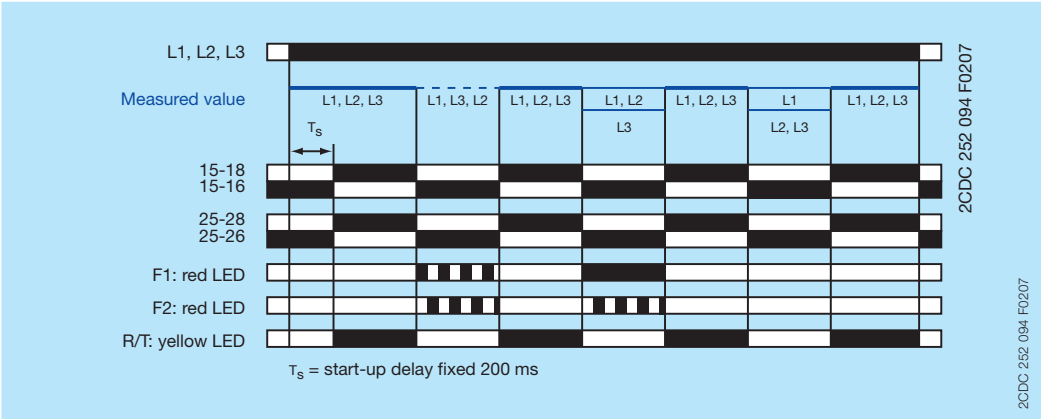 L1, L2, L3
Measured value
L1, L2, L3
L1, L3, L2
L1, L2, L3
L1, L2
L1, L2, L3
L1
L1, L2, L3
L3
L2, L3
Ts
15-18
15-16
25-28
25-26
F1: red LED
F2: red LED
R/T: yellow LED
Ts = start-up delay fixed 200 ms
2CDC 252 094 F0207
2CDC 252 094 F0207